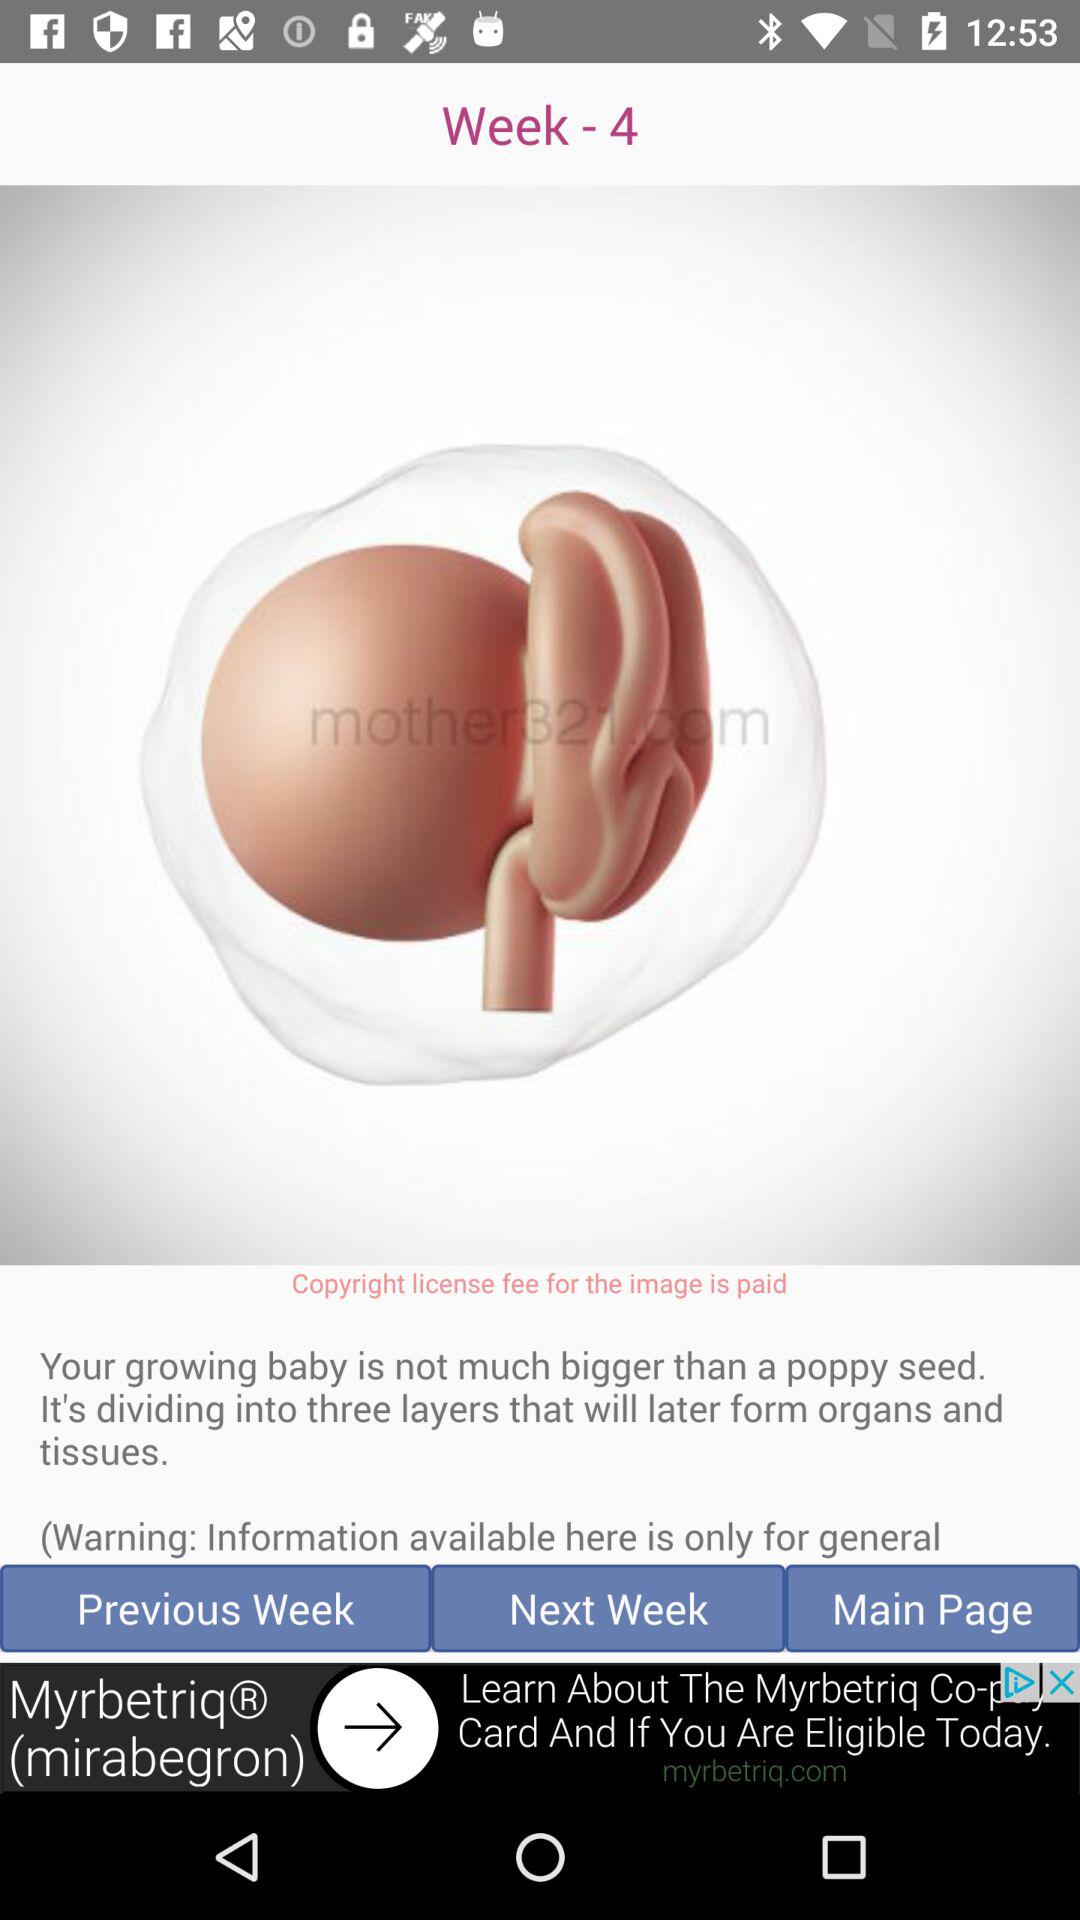 FAKE
12:53
Week - 4
mother321.com
Copyright license fee for the image is paid
Your growing baby is not much bigger than a poppy seed.
It's dividing into three layers that will later form organs and
tissues.
(Warning: Information available here is only for general
Previous Week
Next Week
Main Page
Myrbetriq®
(mirabegron)
Learn About The Myrbetriq Co-pay
Card And If You Are Eligible Today.
myrbetriq.com